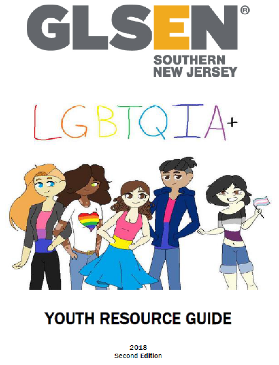 GLSEN®
SOUTHERN
NEW JERSEY
LGBTQIA+
YOUTH RESOURCE GUIDE
2018
Second Edition